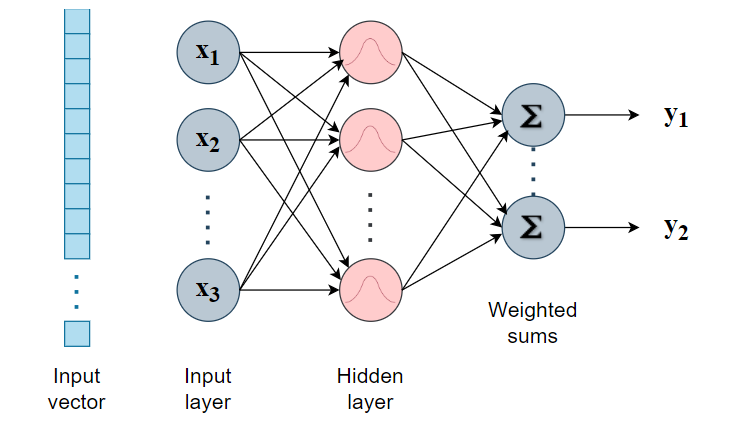 x₁
x₂
x₃
Σ
Σ
y₁
y₂
Input
vector
Input
layer
Hidden
layer
Weighted
sums